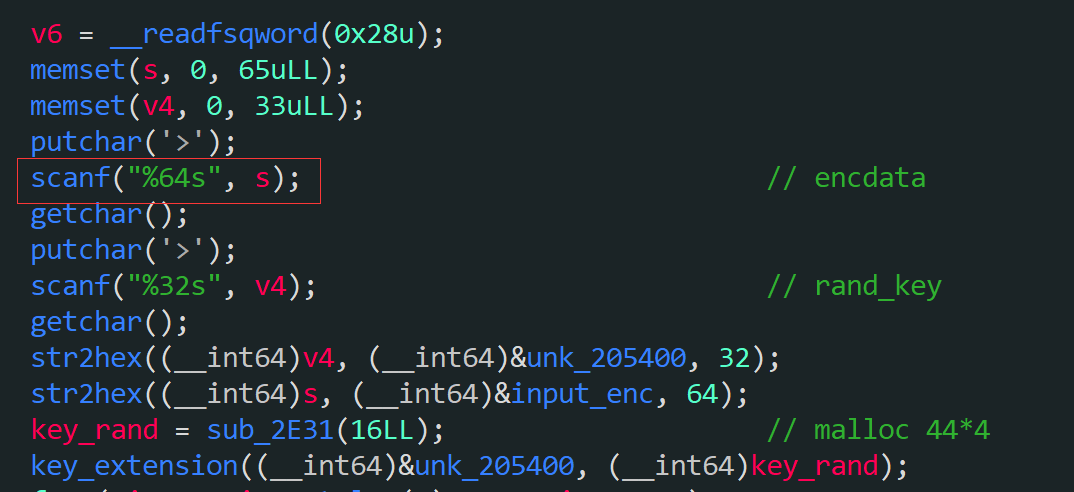 v6 = __readfsqword(0x28u);
memset(s, 0, 65uLL);
memset(v4, 0, 33uLL);
putchar('>');
scanf("%64s", s); // encdata
getchar();
putchar('>');
scanf("%32s", v4); // rand_key
getchar();
str2hex((__int64)v4, (__int64)&unk_205400, 32);
str2hex((__int64)s, (__int64)&input_enc, 64);
key_rand = sub_2E31(16LL); // malloc 44*4
key_extension((__int64)&unk_205400, (__int64)key_rand);